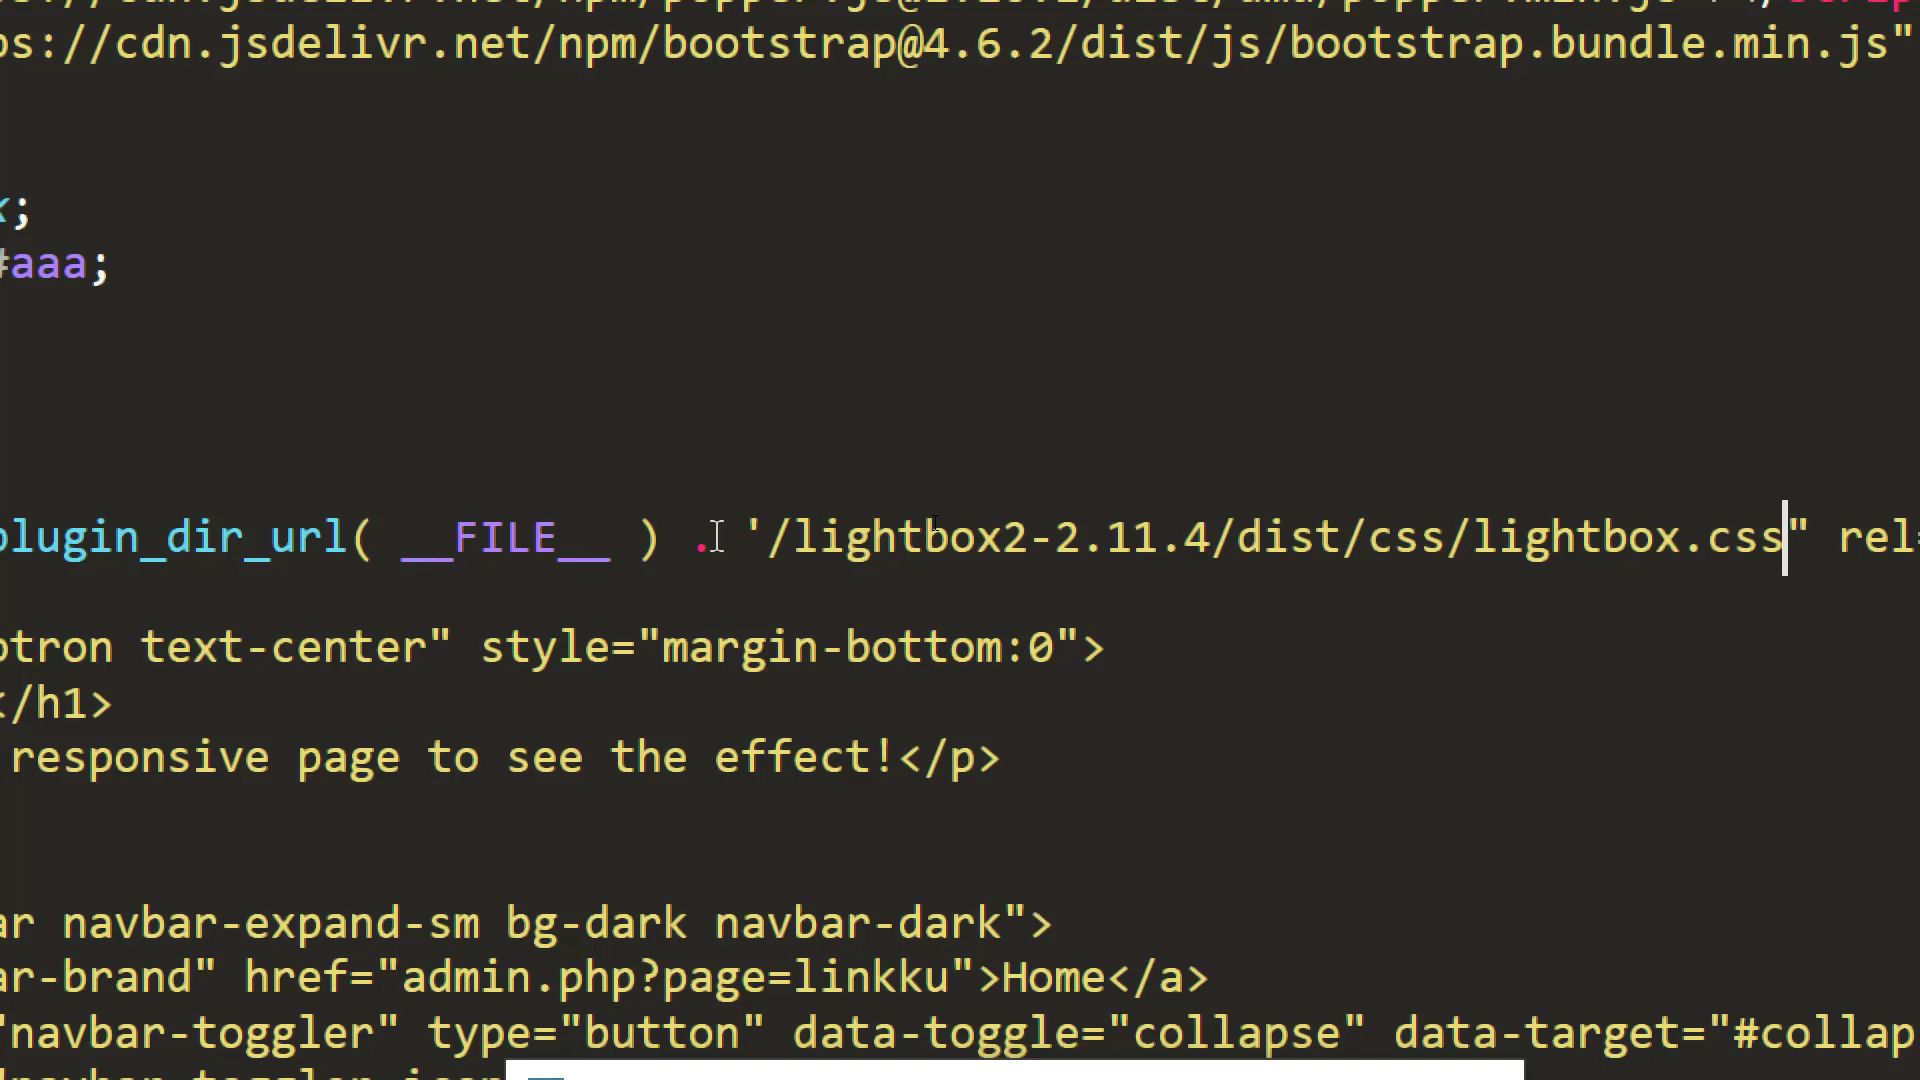 ps://cdn.jsdelivr.net/npm/bootstrap@4.6.2/dist/js/bootstrap.bundle.min.js"
k;
#aaa;
plugin_dir_url( __FILE__ ) . '/lightbox2-2.11.4/dist/css/lightbox.css" rel=
otron text-center" style="margin-bottom:0">
</h1>
responsive page to see the effect!</p>
ar navbar-expand-sm bg-dark navbar-dark">
ar-brand" href="admin.php?page=linkku">Home</a>
"navbar-toggler" type="button" data-toggle="collapse" data-target="#collap